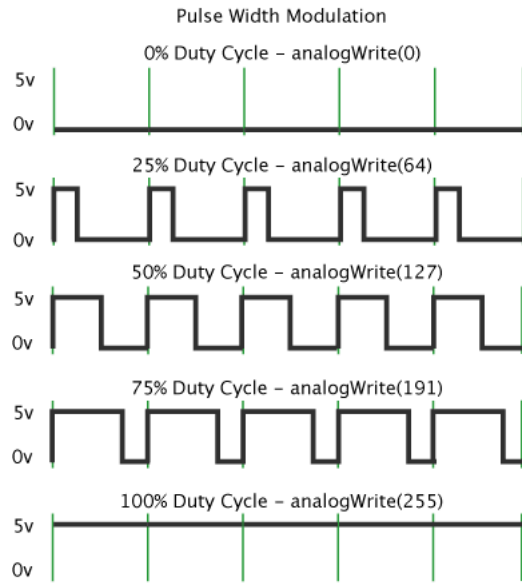 Pulse Width Modulation
0% Duty Cycle – analogWrite(0)
5v
0v
25% Duty Cycle – analogWrite(64)
5v
0v
50% Duty Cycle – analogWrite(127)
5v
0v
75% Duty Cycle – analogWrite(191)
5v
0v
100% Duty Cycle – analogWrite(255)
5v
0v